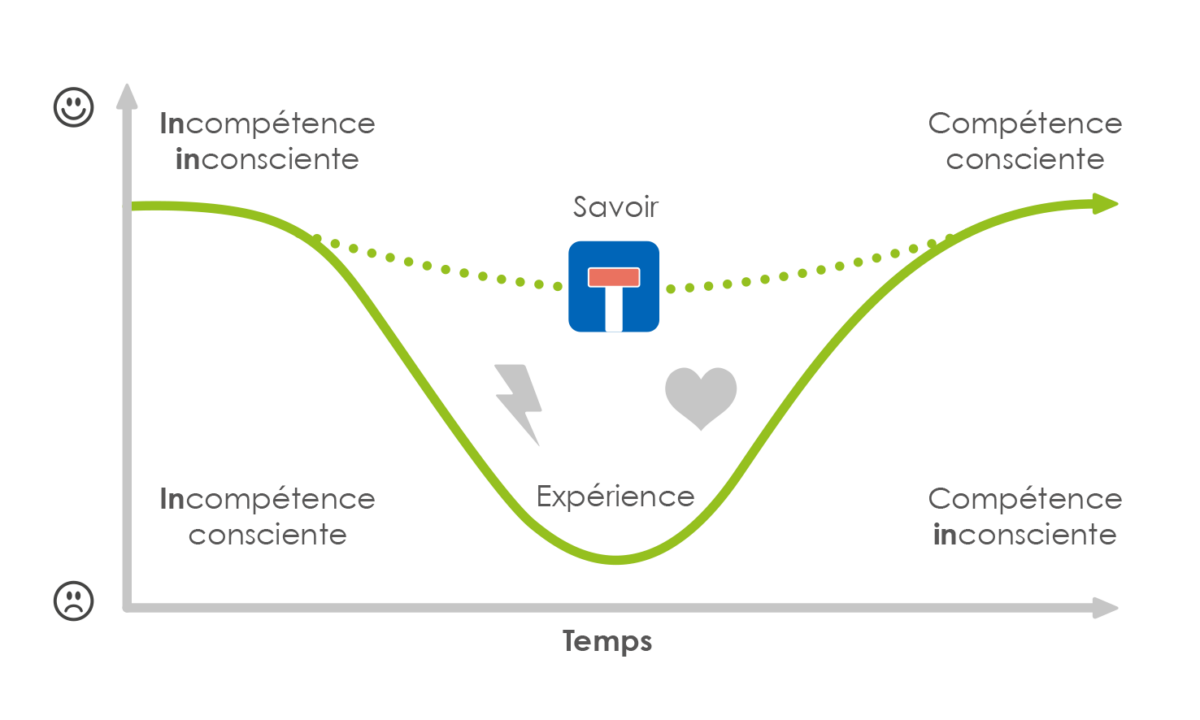 Incompétence
inconsciente
Compétence
consciente
Savoir
Expérience
Incompétence
consciente
Compétence
inconsciente
Temps